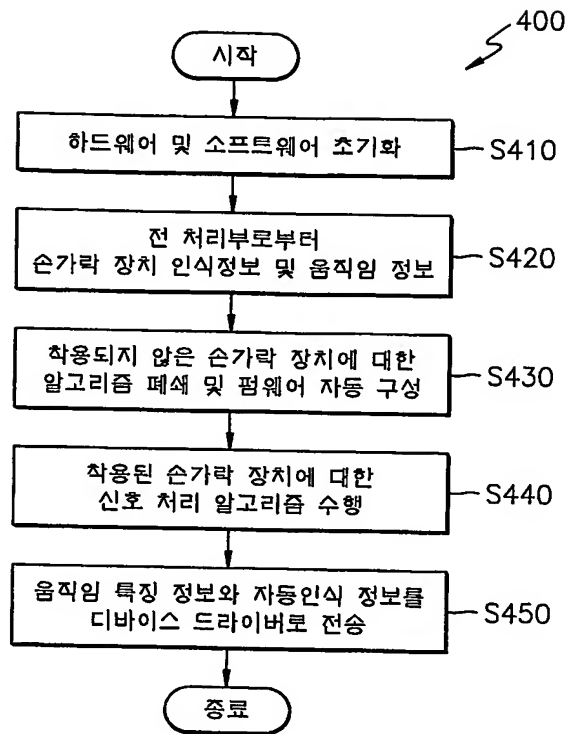 400
시작
하드웨어 및 소프트웨어 초기화
S410
전 처리부로부터
손가락 장치 인식정보 및 움직임 정보
S420
착용되지 않은 손가락 장치에 대한
알고리즘 폐쇄 및 펌웨어 자동 구성
S430
착용된 손가락 장치에 대한
신호 처리 알고리즘 수행
S440
움직임 특징 정보와 자동인식 정보를
디바이스 드라이버로 전송
S450
종료